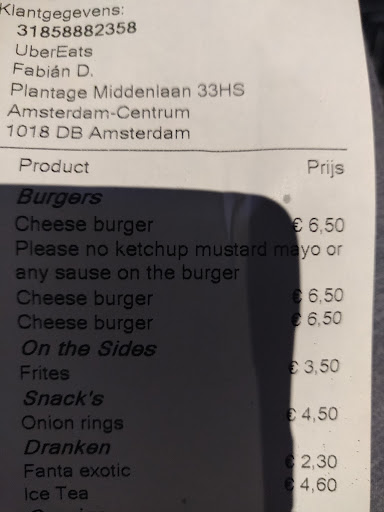 Klantgegevens:
31858882358
UberEats
Fabián D.
Plantage Middenlaan 33HS
Amsterdam-Centrum
1018 DB Amsterdam
Product Prijs
Burgers
Cheese burger € 6,50
Please no ketchup mustard mayo or
any sause on the burger
Cheese burger € 6,50
Cheese burger € 6,50
On the Sides
Frites € 3,50
Snack's
Onion rings € 4,50
Dranken
Fanta exotic € 2,30
Ice Tea € 4,60